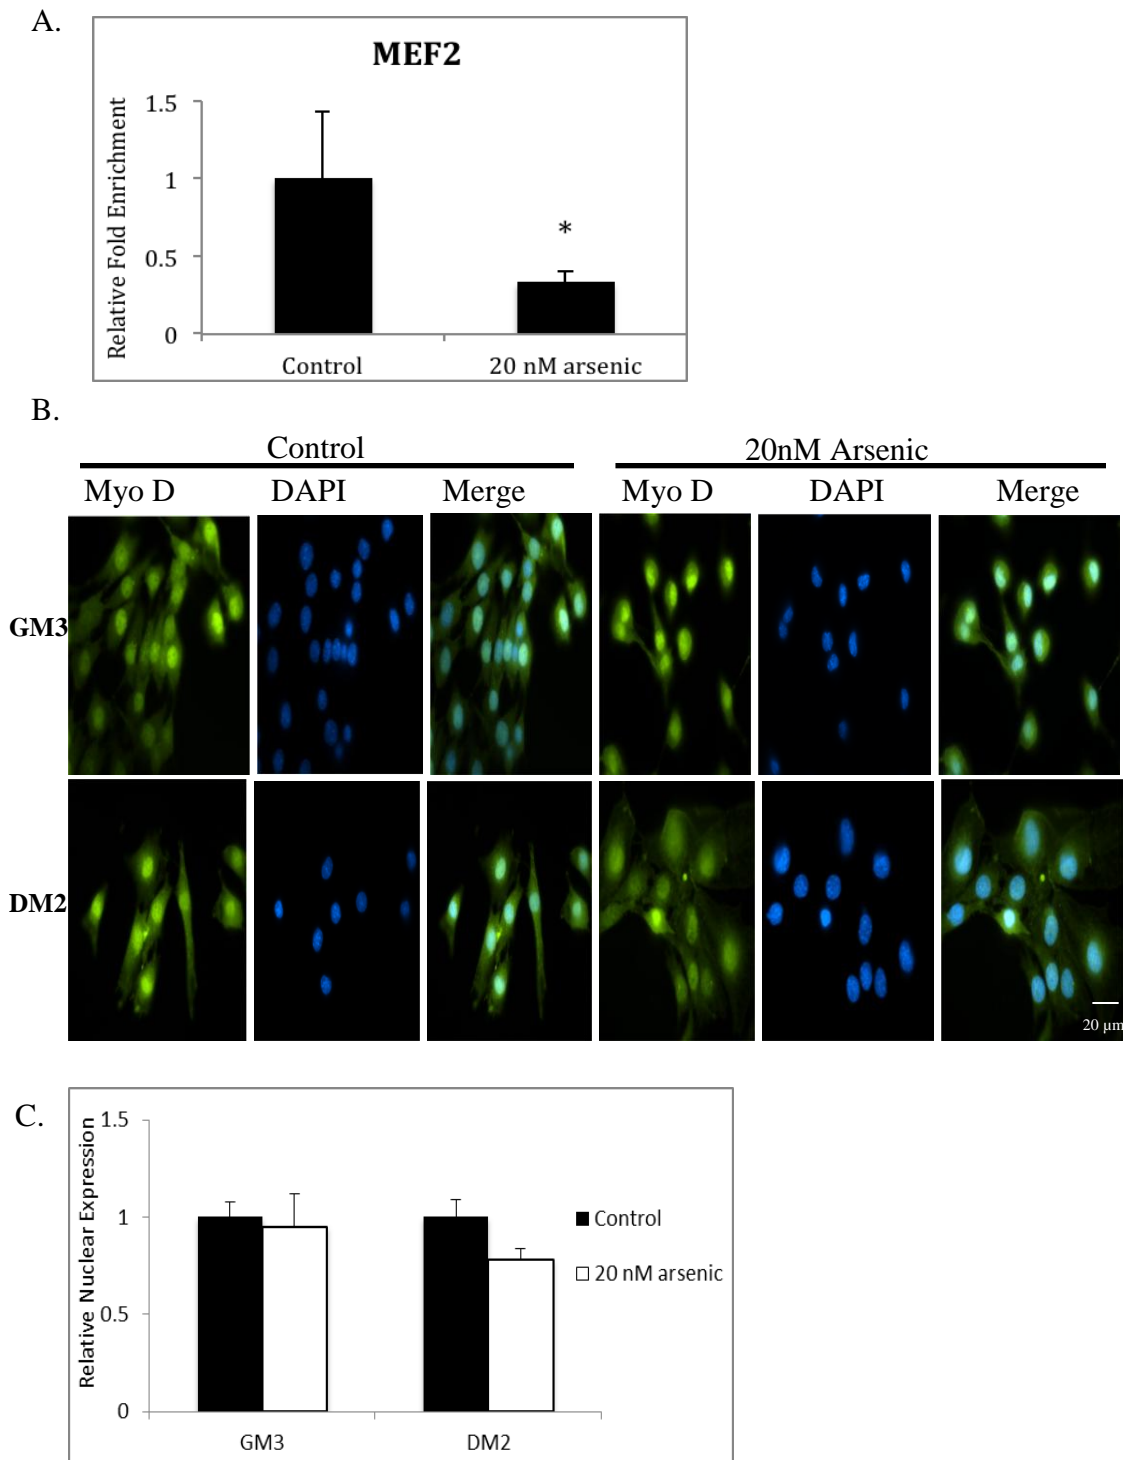 A.
MEF2
Relative Fold Enrichment
1.5
1
0.5
0
*
Control
20 nM arsenic
B.
Control
20nM Arsenic
Myo D
DAPI
Merge
Myo D
DAPI
Merge
GM3
DM2
20 µm
C.
Relative Nuclear Expression
1.5
1
0.5
0
Control
20 nM arsenic
GM3
DM2